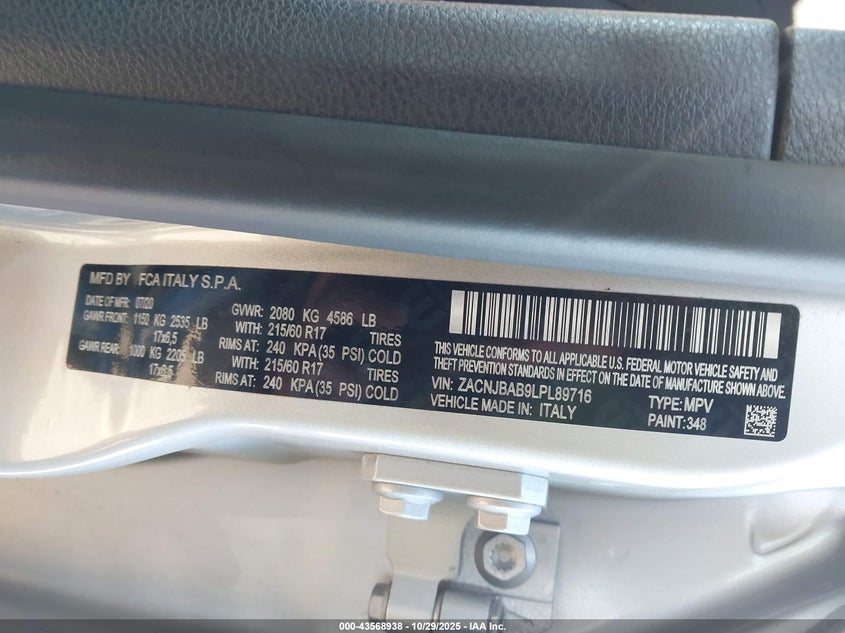 MFD BY FCA ITALY S.P.A.
DATE OF MFR: 07/20 GVWR: 2080 KG 4586 LB
GAWR FRONT: 1150 KG 2535 LB WITH: 215/60 R17 TIRES
17x6,5 RIMS AT: 240 KPA (35 PSI) COLD
GAWR REAR: 1000 KG 2205 LB WITH: 215/60 R17 TIRES
17x6,5 RIMS AT: 240 KPA (35 PSI) COLD
THIS VEHICLE CONFORMS TO ALL APPLICABLE U.S. FEDERAL MOTOR VEHICLE SAFETY
AND THEFT PREVENTION STANDARDS IN EFFECT ON THE DATE OF MANUFACTURE SHOWN ABOVE.
VIN: ZACNJBAB9LPL89716 TYPE: MPV
VEHICLE MADE IN: ITALY PAINT: 348
000-43568938 - 10/29/2025 - IAAI.com